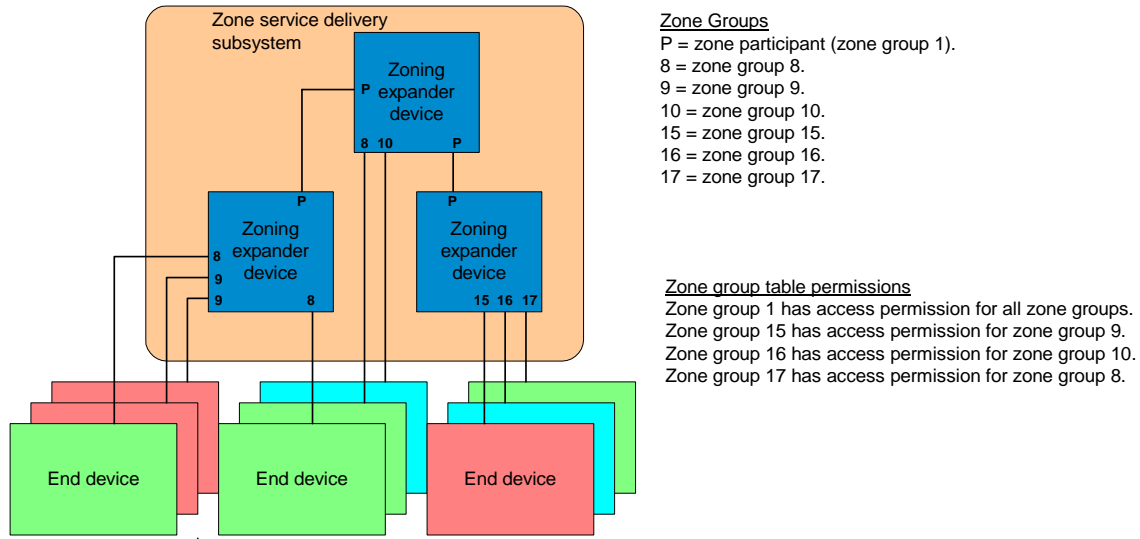 Zone service delivery
subsystem
Zoning
expander
device
P
8 10
P
P
Zoning
expander
device
8
9
9
8
P
Zoning
expander
device
15 16 17
End device
End device
End device
Zone Groups
P = zone participant (zone group 1).
8 = zone group 8.
9 = zone group 9.
10 = zone group 10.
15 = zone group 15.
16 = zone group 16.
17 = zone group 17.
Zone group table permissions
Zone group 1 has access permission for all zone groups.
Zone group 15 has access permission for zone group 9.
Zone group 16 has access permission for zone group 10.
Zone group 17 has access permission for zone group 8.